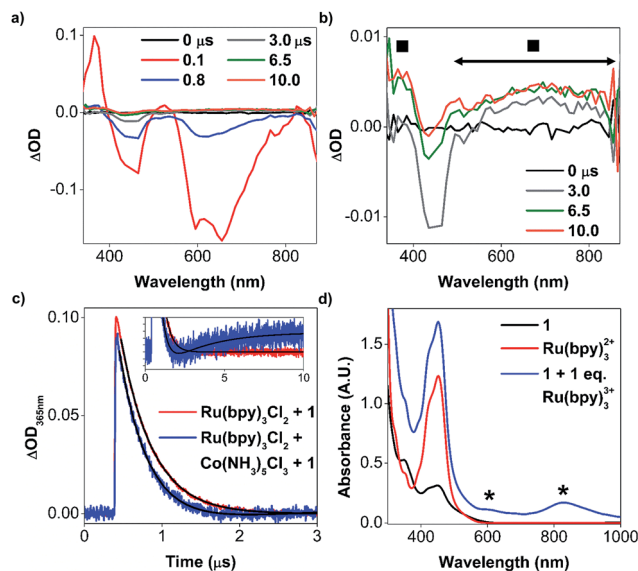 a)
0 μs
0.1
0.8
3.0 μs
6.5
10.0
0.1
0.0
-0.1
ΔOD
400 600 800
Wavelength (nm)
b)
0.01
0.00
-0.01
ΔOD
0 μs
3.0
6.5
10.0
400 600 800
Wavelength (nm)
c)
0.10
0.05
0.00
ΔOD365nm
0 5 10
Ru(bpy)3Cl2 + 1
Ru(bpy)3Cl2 +
Co(NH3)5Cl3 + 1
0 1 2 3
Time (μs)
d)
1.5
1.0
0.5
0.0
Absorbance (A.U.)
1
Ru(bpy)3 2+
1 + 1 eq.
Ru(bpy)3 3+
* *
400 600 800 1000
Wavelength (nm)